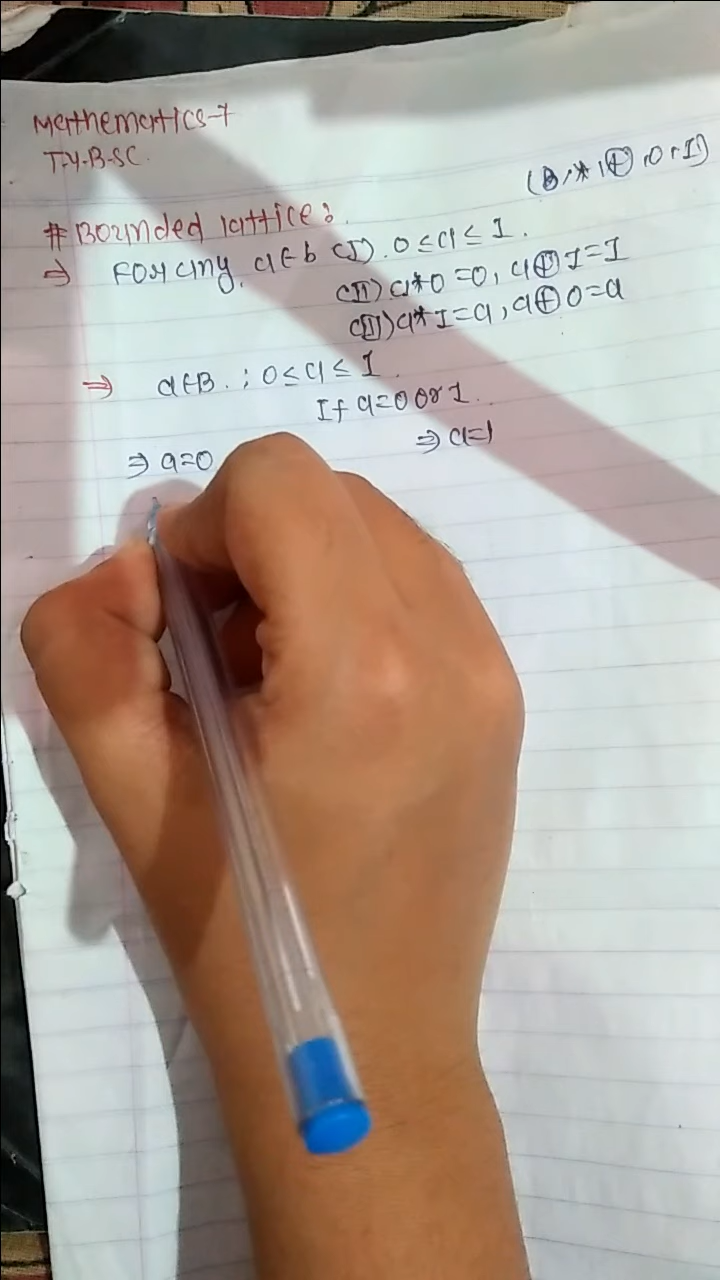 Mathematics-7
T.Y.B.SC.
(B,*,⊕,0,I)
# Bounded lattice:
⇒ For any, a∈b (I). 0≤a≤I.
(II) a*0=0, a⊕I=I
(III) a*I=a, a⊕0=a
⇒ a∈B.; 0≤a≤I.
If a=0 or 1.
⇒ a=0 ⇒ a=1